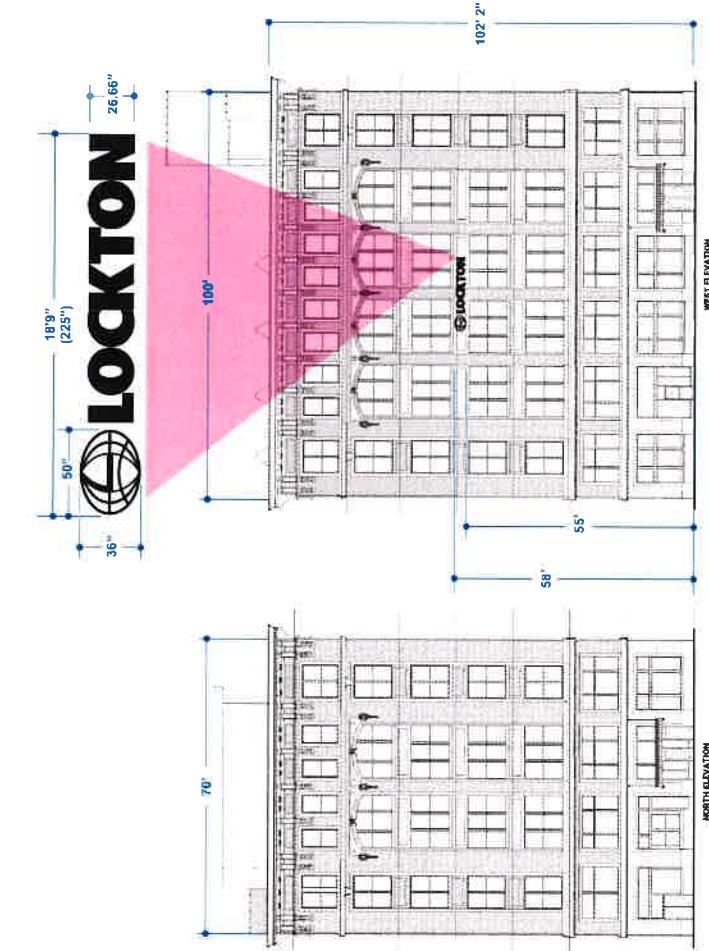 18'9"
(225")
50"
36"
26.66"
LOCKTON
100'
102' 2"
LOCKTON
55'
58'
WEST ELEVATION
70'
NORTH ELEVATION